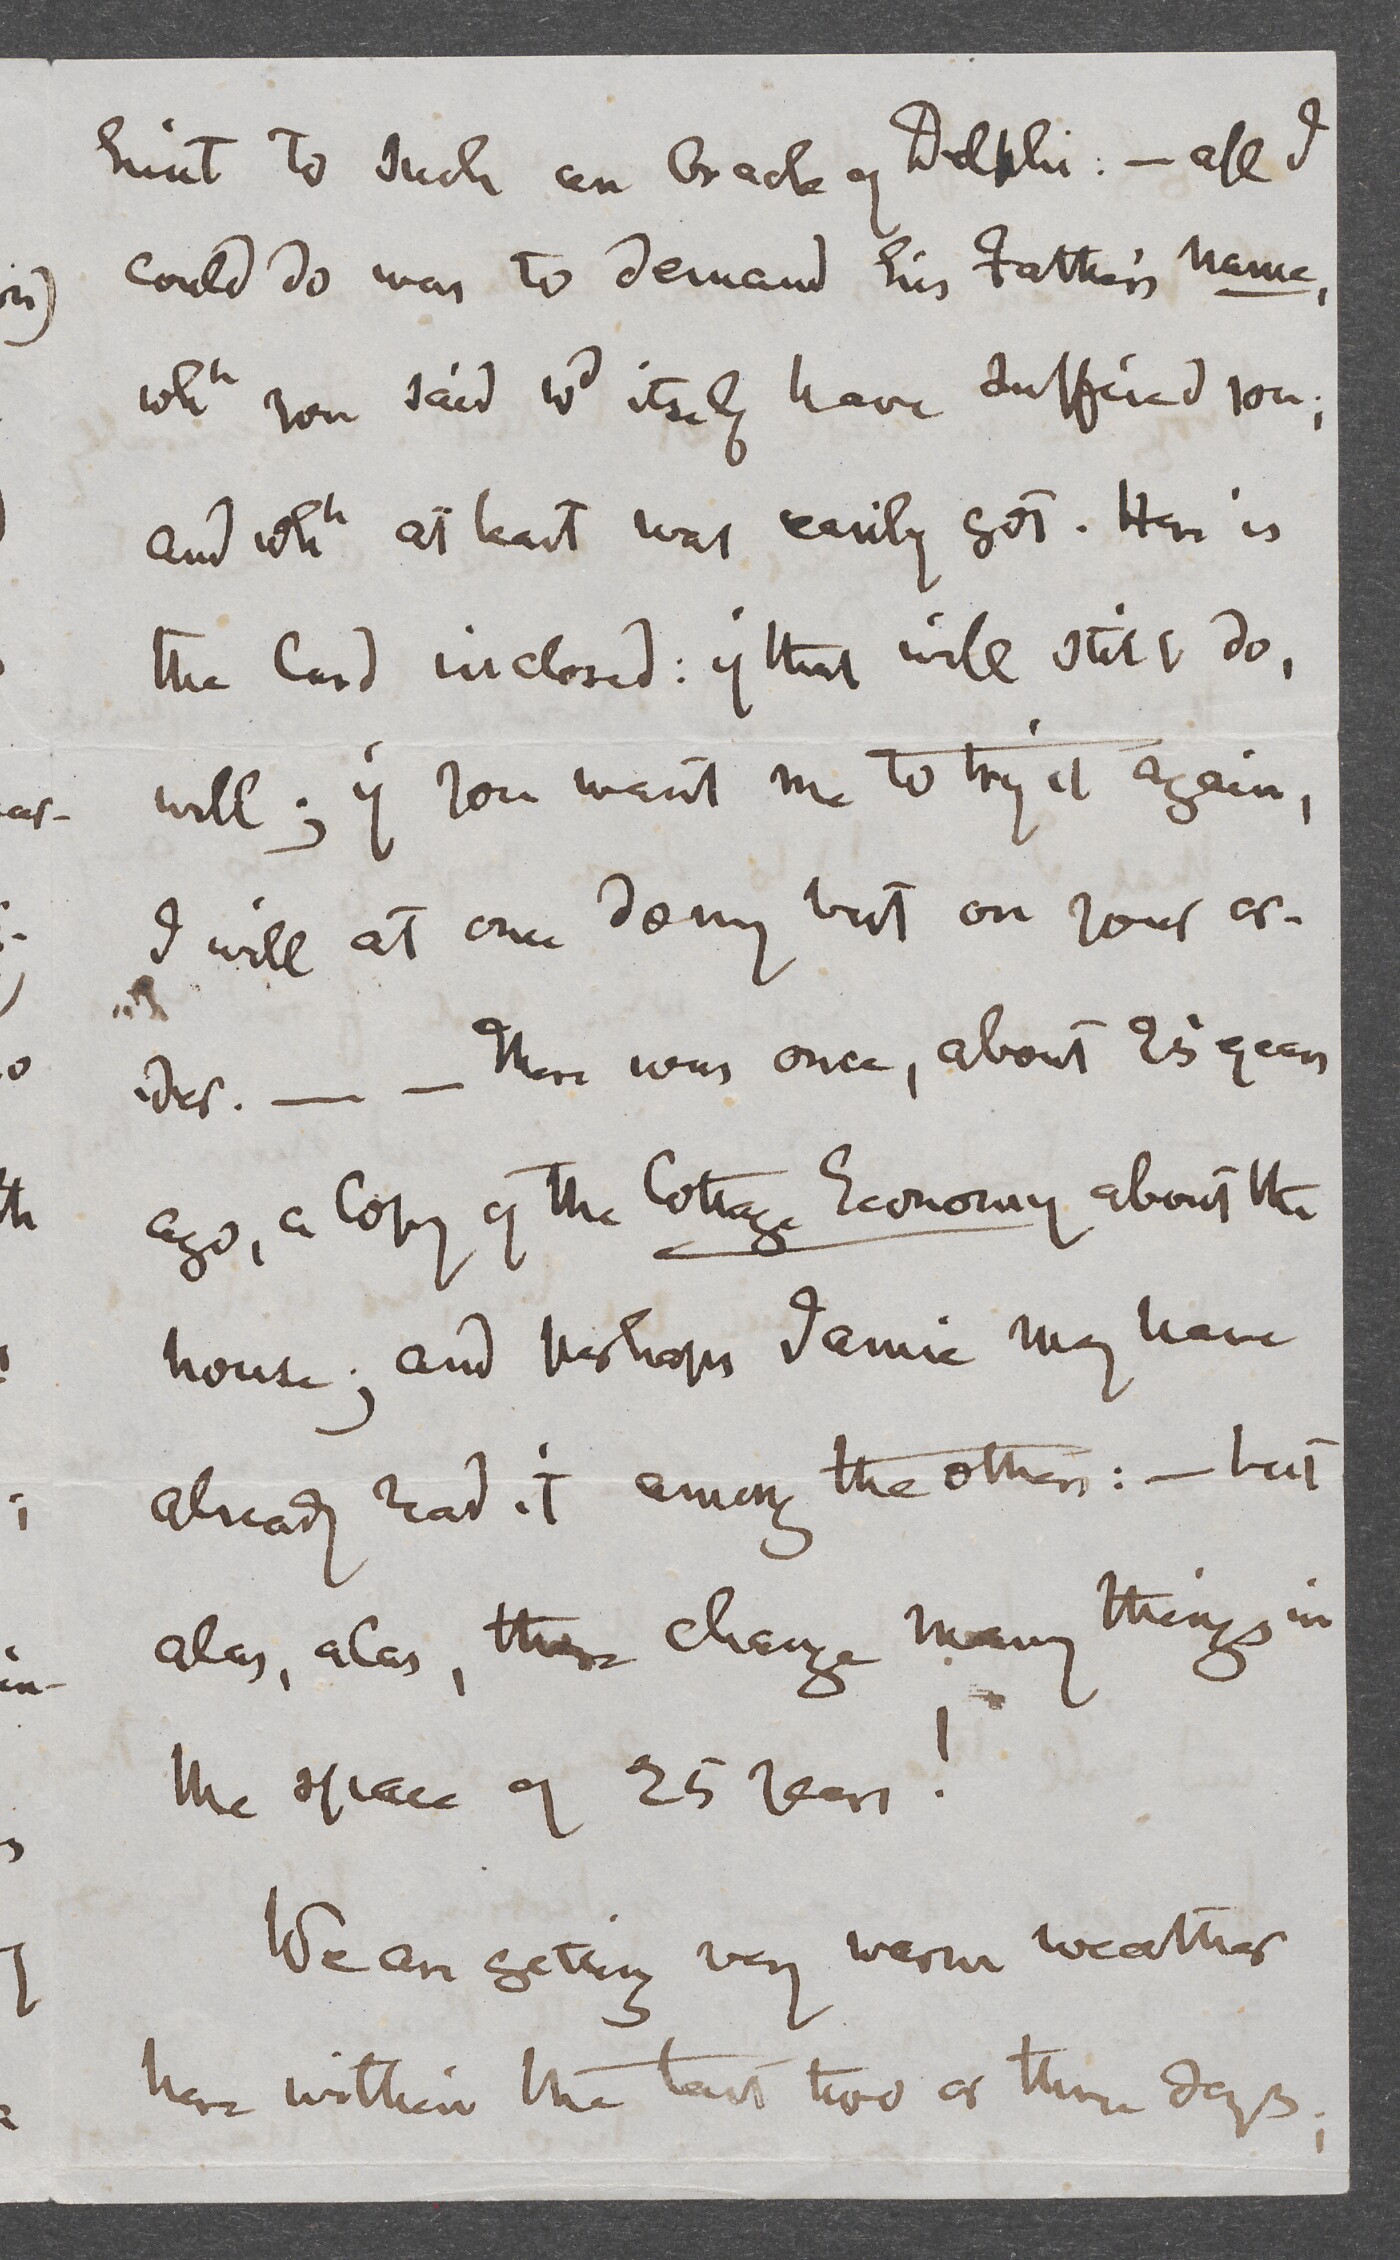 hint to such an Oracle of Delphi: — all I
could do was to demand his Father's name,
whh you said wd itself have sufficed you;
and whh at least was easily got. Here is
the Card inclosed: if that will still do,
well; if you want me to try it again,
I will at once do my best on your or-
der. — — There was once, about 25 years
ago, a Copy of the Cottage Economy about the
house; and perhaps Jamie may have
already read it among the others: — but
alas, alas, there change many things in
the space of 25 years!
We are getting very warm weather
here within the last two or three days;